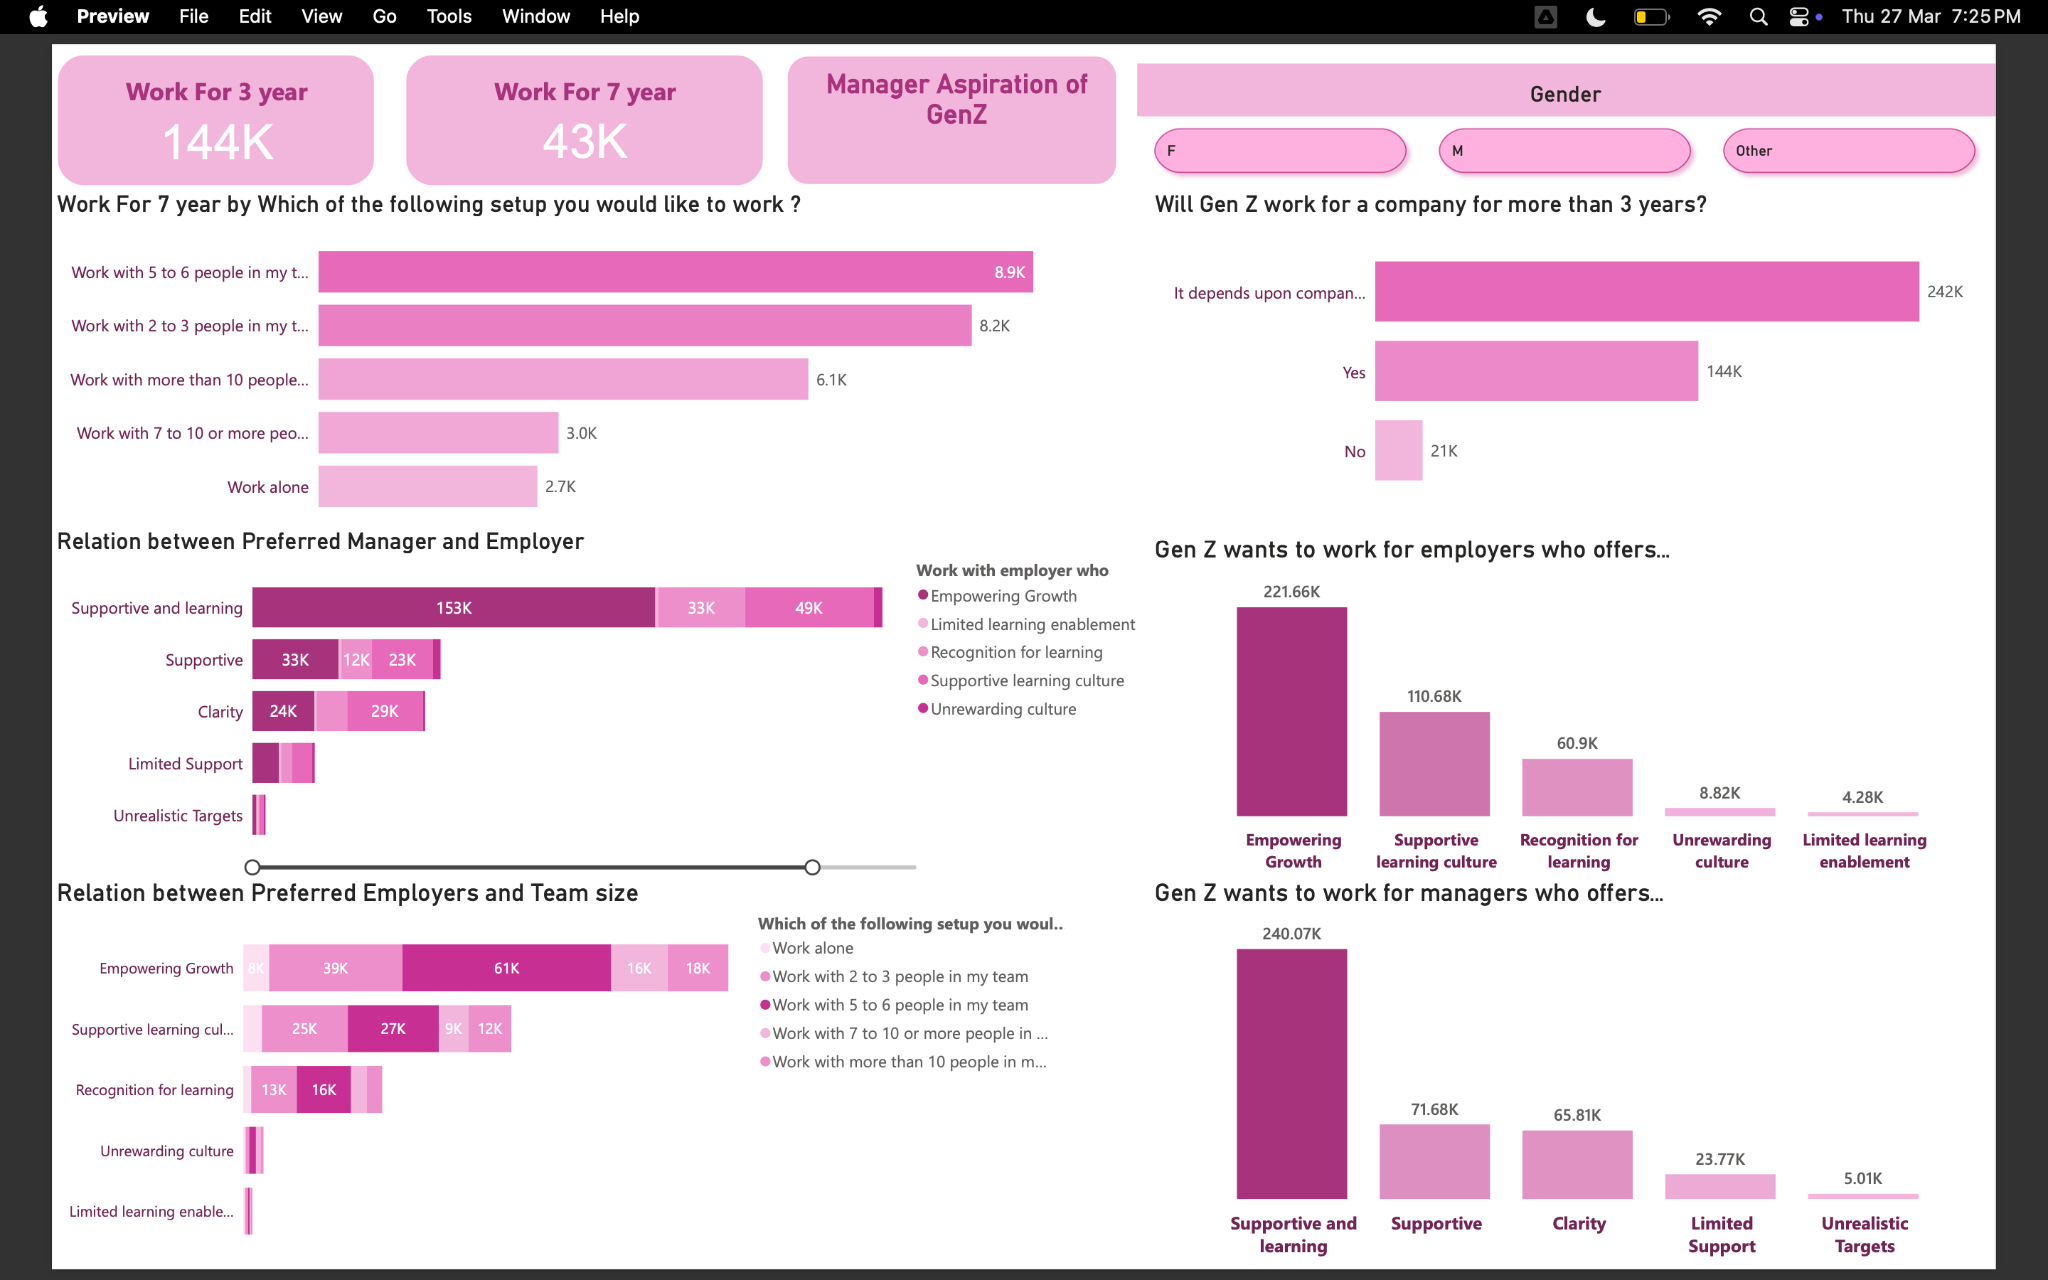 Preview File Edit View Go Tools Window Help Thu 27 Mar 7:25 PM
Work For 3 year
144K
Work For 7 year
43K
Manager Aspiration of
GenZ
Gender
F
M
Other
Work For 7 year by Which of the following setup you would like to work ?
Work with 5 to 6 people in my t... 8.9K
Work with 2 to 3 people in my t... 8.2K
Work with more than 10 people... 6.1K
Work with 7 to 10 or more peo... 3.0K
Work alone 2.7K
Will Gen Z work for a company for more than 3 years?
It depends upon compan... 242K
Yes 144K
No 21K
Relation between Preferred Manager and Employer
Supportive and learning 153K 33K 49K
Supportive 33K 12K 23K
Clarity 24K 29K
Limited Support
Unrealistic Targets
Work with employer who
Empowering Growth
Limited learning enablement
Recognition for learning
Supportive learning culture
Unrewarding culture
Gen Z wants to work for employers who offers...
221.66K
110.68K
60.9K
8.82K
4.28K
Empowering
Growth
Supportive
learning culture
Recognition for
learning
Unrewarding
culture
Limited learning
enablement
Relation between Preferred Employers and Team size
Empowering Growth 8K 39K 61K 16K 18K
Supportive learning cul... 25K 27K 9K 12K
Recognition for learning 13K 16K
Unrewarding culture
Limited learning enable...
Which of the following setup you woul..
Work alone
Work with 2 to 3 people in my team
Work with 5 to 6 people in my team
Work with 7 to 10 or more people in ...
Work with more than 10 people in m...
Gen Z wants to work for managers who offers...
240.07K
71.68K
65.81K
23.77K
5.01K
Supportive and
learning
Supportive
Clarity
Limited
Support
Unrealistic
Targets